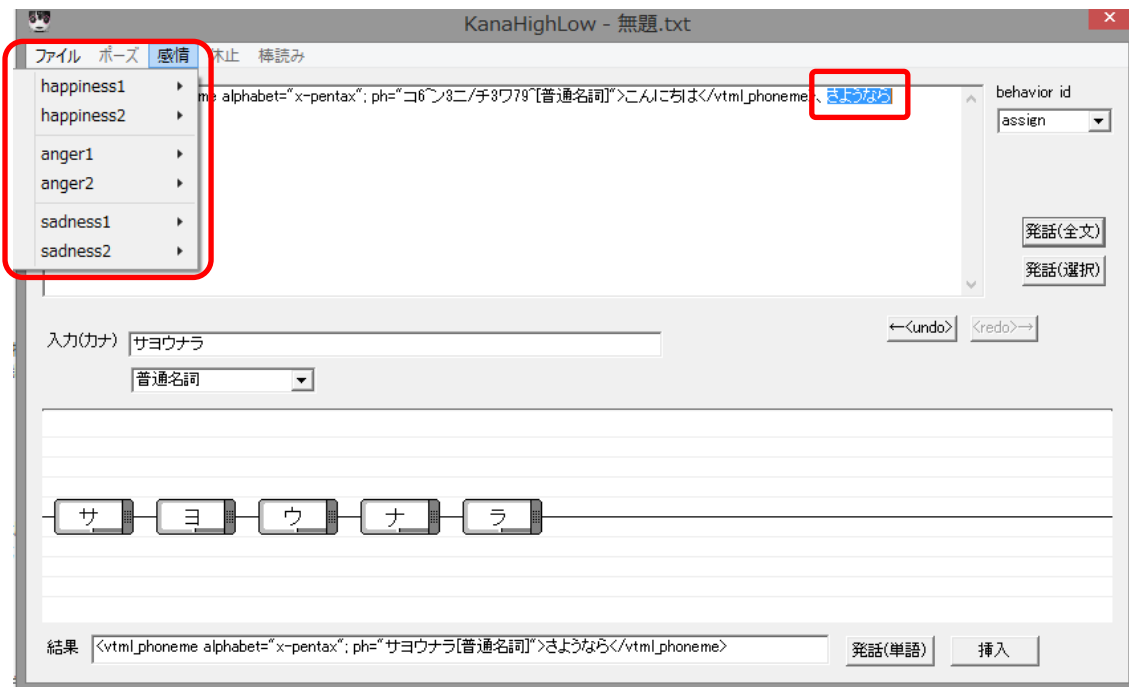 KanaHighLow - 無題.txt
ファイル ポーズ 感情 休止 棒読み
happiness1
happiness2
anger1
anger2
sadness1
sadness2
me alphabet="x-pentax"; ph="コ6^ン3ニ/チ3ワ79^[普通名詞]">こんにちは</vtml_phoneme>、さようなら
behavior id
assign
発話(全文)
発話(選択)
←<undo> <redo>→
入力(カナ) サヨウナラ
普通名詞
サ ヨ ウ ナ ラ
結果 <vtml_phoneme alphabet="x-pentax"; ph="サヨウナラ[普通名詞]">さようなら</vtml_phoneme> 発話(単語) 挿入